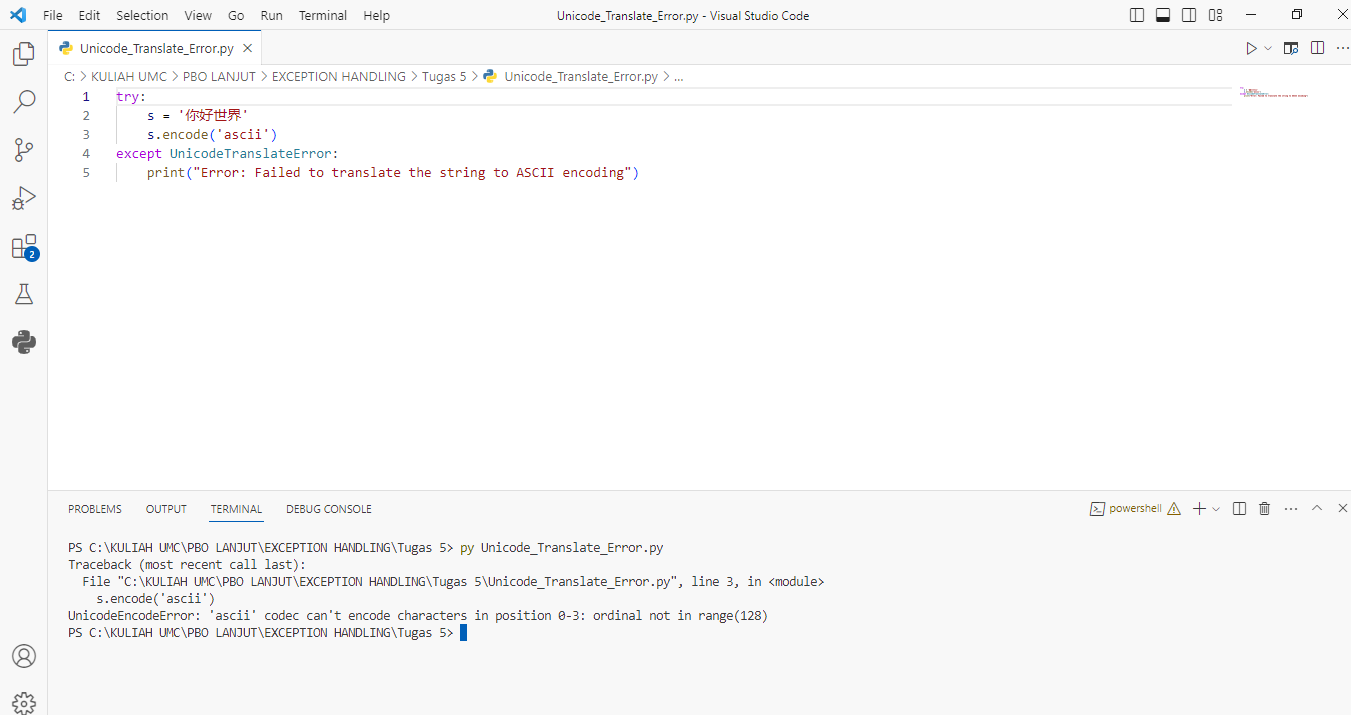 File Edit Selection View Go Run Terminal Help Unicode_Translate_Error.py - Visual Studio Code
Unicode_Translate_Error.py
C: > KULIAH UMC > PBO LANJUT > EXCEPTION HANDLING > Tugas 5 > Unicode_Translate_Error.py > ...
1 try:
2     s = '你好世界'
3     s.encode('ascii')
4 except UnicodeTranslateError:
5     print("Error: Failed to translate the string to ASCII encoding")
2
PROBLEMS OUTPUT TERMINAL DEBUG CONSOLE powershell
PS C:\KULIAH UMC\PBO LANJUT\EXCEPTION HANDLING\Tugas 5> py Unicode_Translate_Error.py
Traceback (most recent call last):
  File "C:\KULIAH UMC\PBO LANJUT\EXCEPTION HANDLING\Tugas 5\Unicode_Translate_Error.py", line 3, in <module>
    s.encode('ascii')
UnicodeEncodeError: 'ascii' codec can't encode characters in position 0-3: ordinal not in range(128)
PS C:\KULIAH UMC\PBO LANJUT\EXCEPTION HANDLING\Tugas 5>